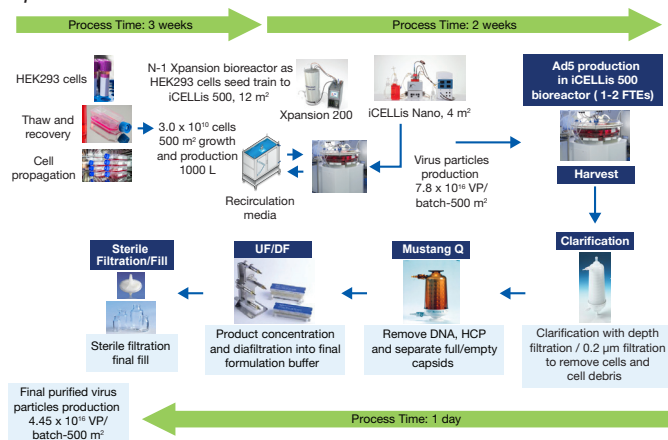 Process Time: 3 weeks
Process Time: 2 weeks
HEK293 cells
Thaw and
recovery
Cell
propagation
N-1 Xpansion bioreactor as
HEK293 cells seed train to
iCELLis 500, 12 m²
3.0 x 10¹⁰ cells
500 m² growth
and production
1000 L
Xpansion 200
Recirculation
media
iCELLis Nano, 4 m²
Virus particles
production
7.8 x 10¹⁶ VP/
batch-500 m²
Ad5 production
in iCELLis 500
bioreactor ( 1-2 FTEs)
Harvest
Clarification
Clarification with depth
filtration / 0.2 µm filtration
to remove cells and
cell debris
Mustang Q
Remove DNA, HCP
and separate full/empty
capsids
UF/DF
Product concentration
and diafiltration into final
formulation buffer
Sterile
Filtration/Fill
Sterile filtration
final fill
Final purified virus
particles production
4.45 x 10¹⁶ VP/
batch-500 m²
Process Time: 1 day